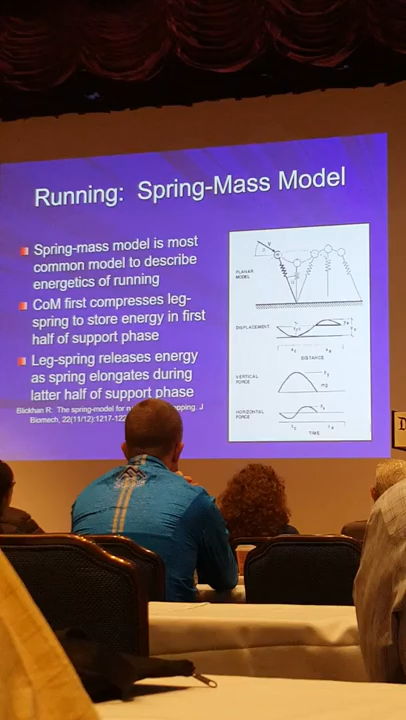 Running: Spring-Mass Model
Spring-mass model is most
common model to describe
energetics of running
CoM first compresses leg-
spring to store energy in first
half of support phase
Leg-spring releases energy
as spring elongates during
latter half of support phase
Blickhan R: The spring-model for
Biomech, 22(11/12):1217-122
PLANAR
MODEL
DISPLACEMENT
DISTANCE
VERTICAL
FORCE
HORIZONTAL
FORCE
D